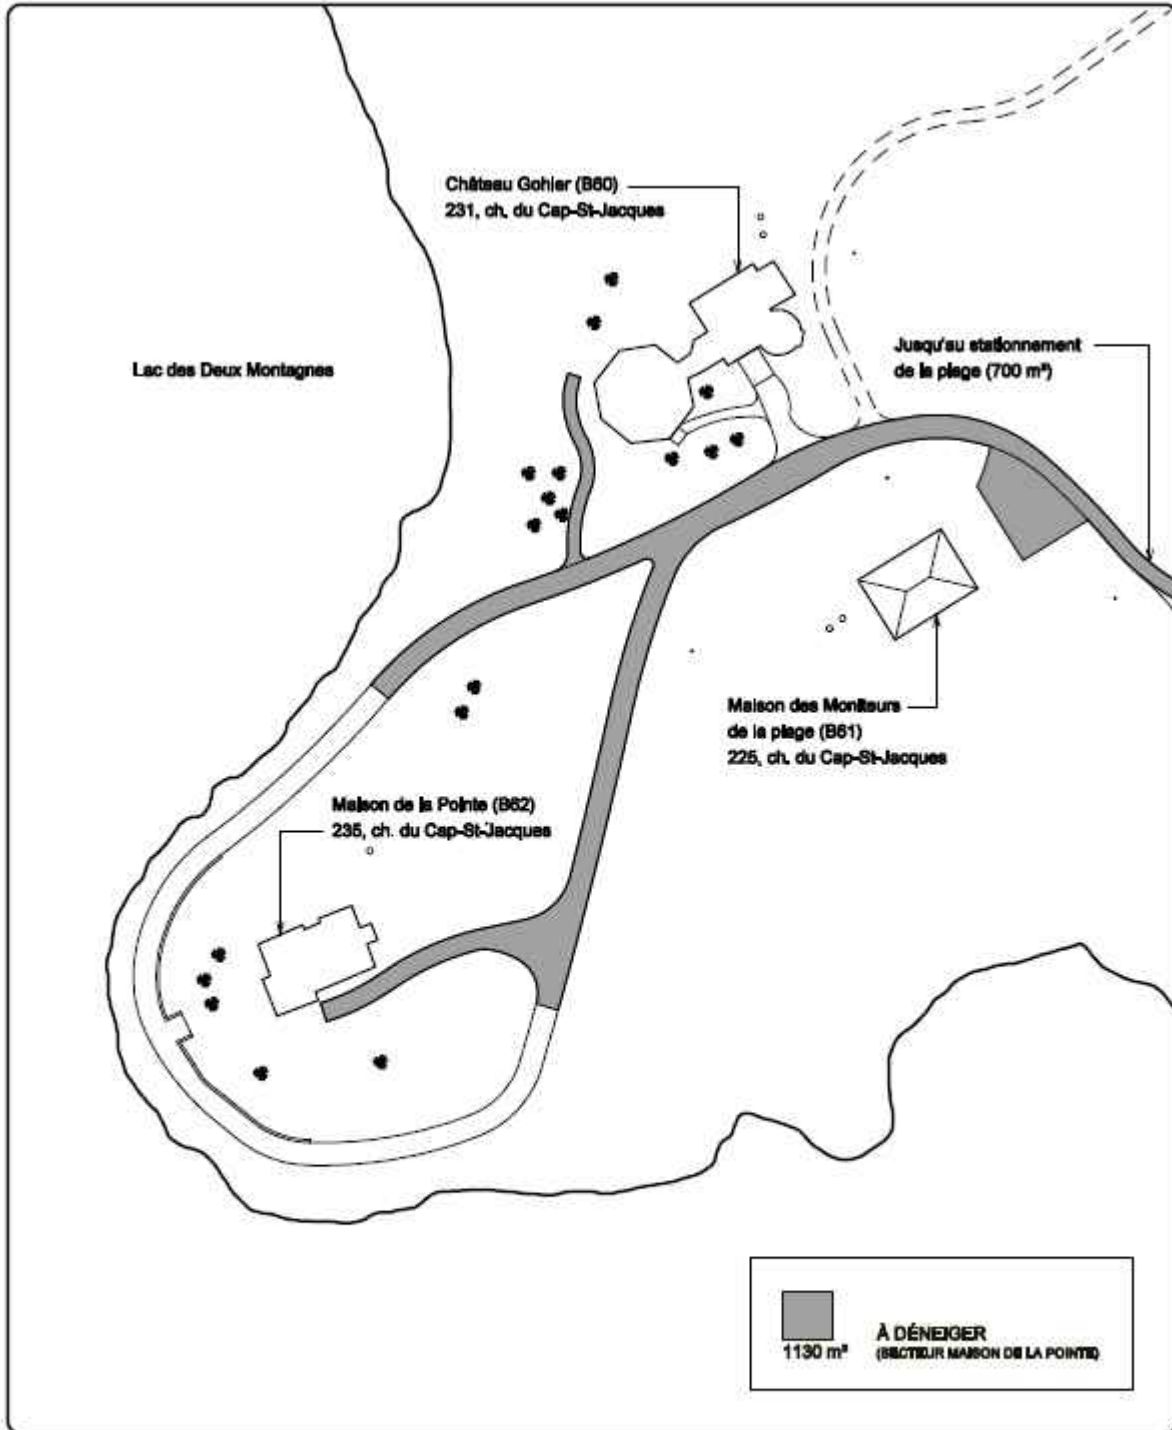 Château Gohier (B60)
231, ch. du Cap-St-Jacques
Lac des Deux Montagnes
Jusqu'au stationnement
de la plage (700 m²)
Maison des Moniteurs
de la plage (B61)
225, ch. du Cap-St-Jacques
Maison de la Pointe (B62)
235, ch. du Cap-St-Jacques
À DÉNEIGER
1130 m² (SECTEUR MAISON DE LA POINTE)